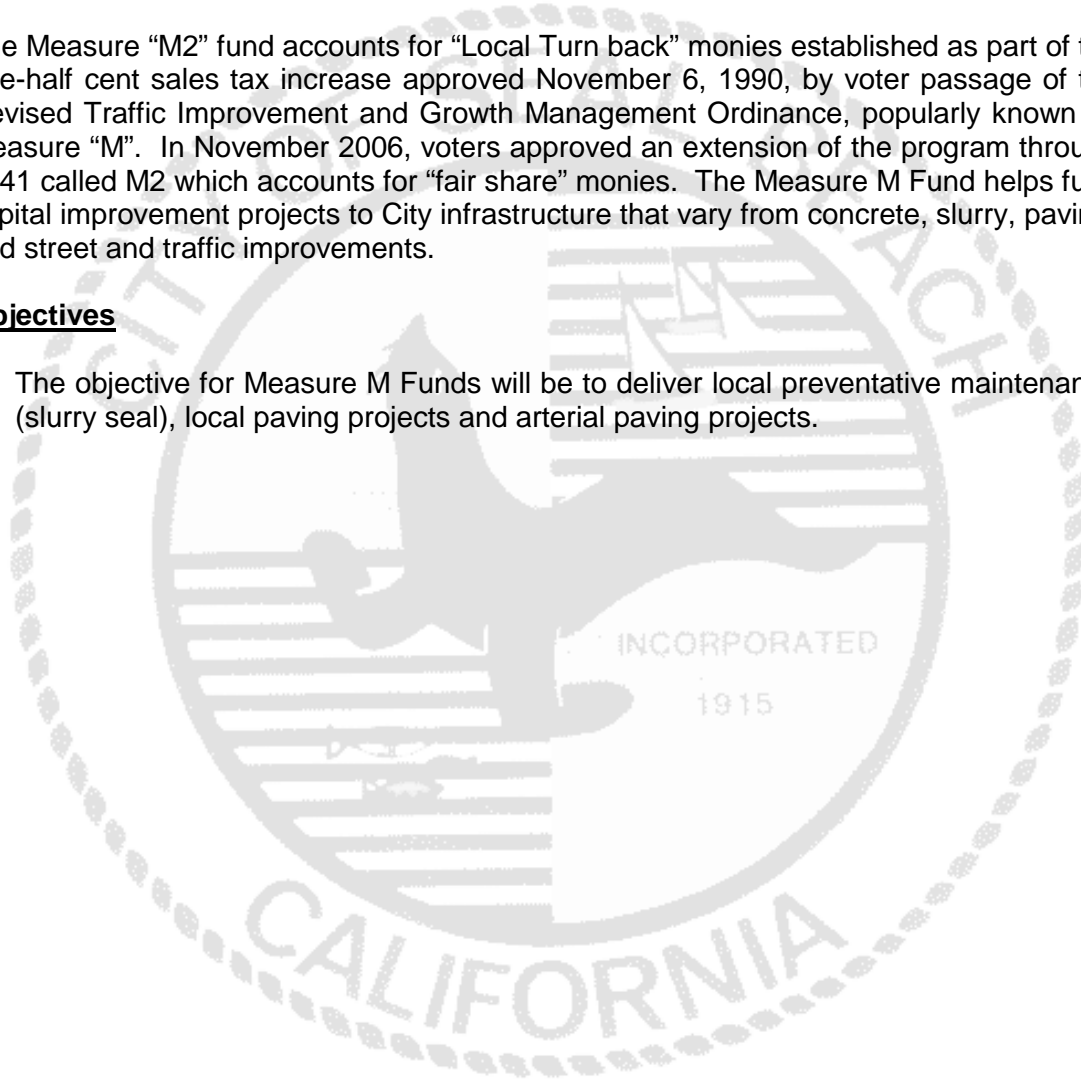 e Measure “M2” fund accounts for “Local Turn back” monies established as part of t
e-half cent sales tax increase approved November 6, 1990, by voter passage of t
evised Traffic Improvement and Growth Management Ordinance, popularly known
easure “M”. In November 2006, voters approved an extension of the program throu
41 called M2 which accounts for “fair share” monies. The Measure M Fund helps fu
pital improvement projects to City infrastructure that vary from concrete, slurry, pavin
d street and traffic improvements.
bjectives
The objective for Measure M Funds will be to deliver local preventative maintenan
(slurry seal), local paving projects and arterial paving projects.
CITY OF SEAL BEACH
INCORPORATED
1915
CALIFORNIA